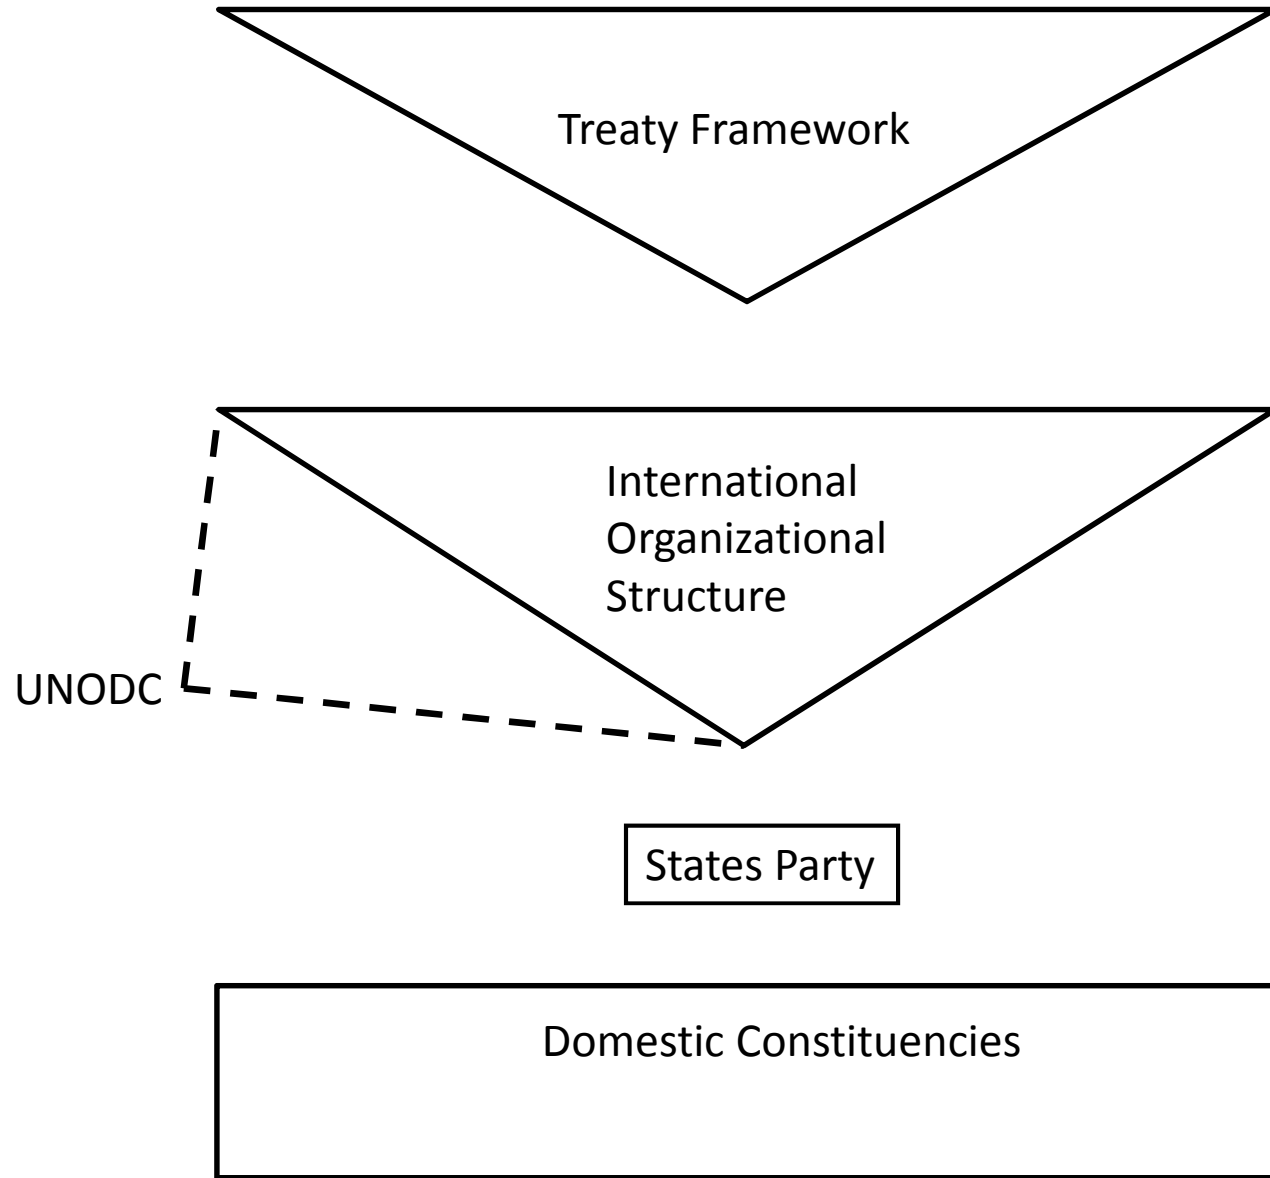 Treaty Framework
International
Organizational
Structure
UNODC
States Party
Domestic Constituencies